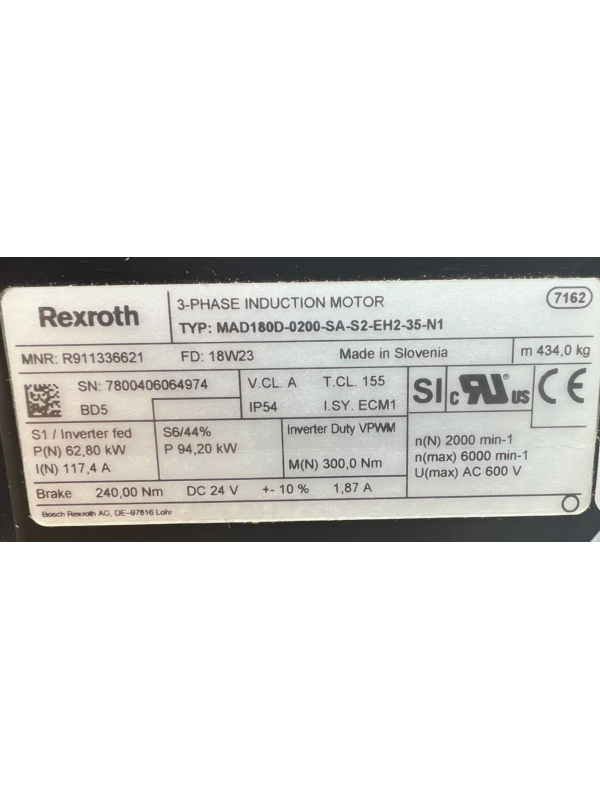 Rexroth
3-PHASE INDUCTION MOTOR
7162
TYP: MAD180D-0200-SA-S2-EH2-35-N1
MNR: R911336621 FD: 18W23 Made in Slovenia m 434,0 kg
SN: 7800406064974
BD5
V.CL. A T.CL. 155
IP54 I.SY. ECM1
SI c RU ® US CE
S1 / Inverter fed
P(N) 62,80 kW
I(N) 117,4 A
S6/44%
P 94,20 kW
Inverter Duty VPWM
M(N) 300,0 Nm
n(N) 2000 min-1
n(max) 6000 min-1
U(max) AC 600 V
Brake 240,00 Nm DC 24 V +- 10 % 1,87 A
Bosch Rexroth AG, DE-97816 Lohr